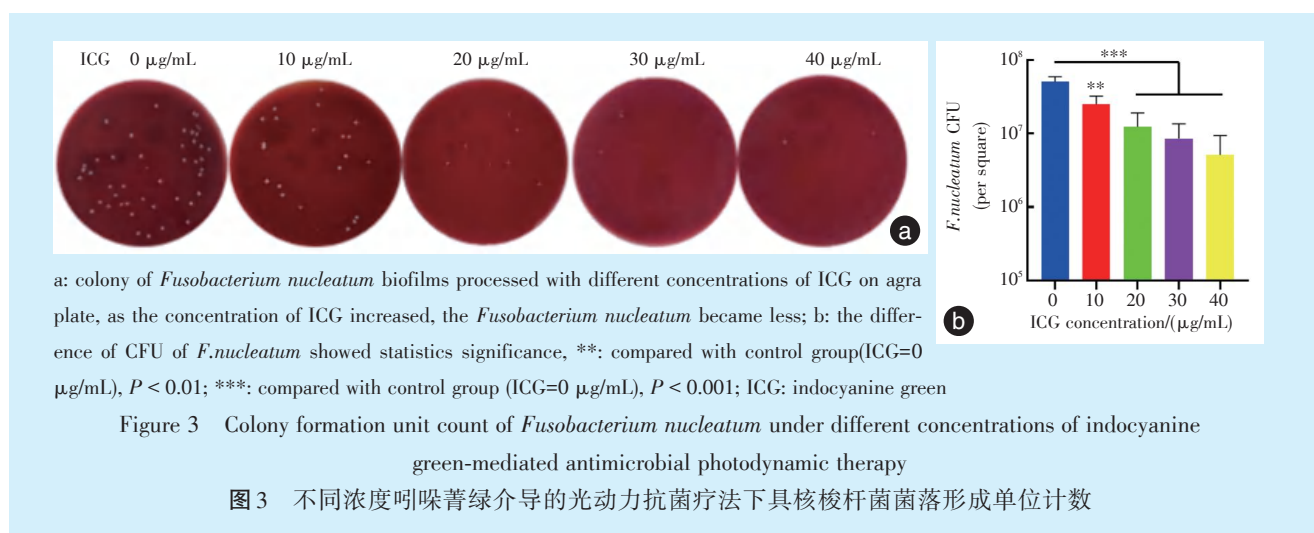 ICG 0 μg/mL 10 μg/mL 20 μg/mL 30 μg/mL 40 μg/mL
a
F.nucleatum CFU
(per square)
10⁸
10⁷
10⁶
10⁵
***
**
0 10 20 30 40
ICG concentration/(μg/mL)
b
a: colony of Fusobacterium nucleatum biofilms processed with different concentrations of ICG on agra
plate, as the concentration of ICG increased, the Fusobacterium nucleatum became less; b: the differ-
ence of CFU of F.nucleatum showed statistics significance, **: compared with control group(ICG=0
μg/mL), P < 0.01; ***: compared with control group (ICG=0 μg/mL), P < 0.001; ICG: indocyanine green
Figure 3 Colony formation unit count of Fusobacterium nucleatum under different concentrations of indocyanine
green-mediated antimicrobial photodynamic therapy
图3 不同浓度吲哚菁绿介导的光动力抗菌疗法下具核梭杆菌菌落形成单位计数